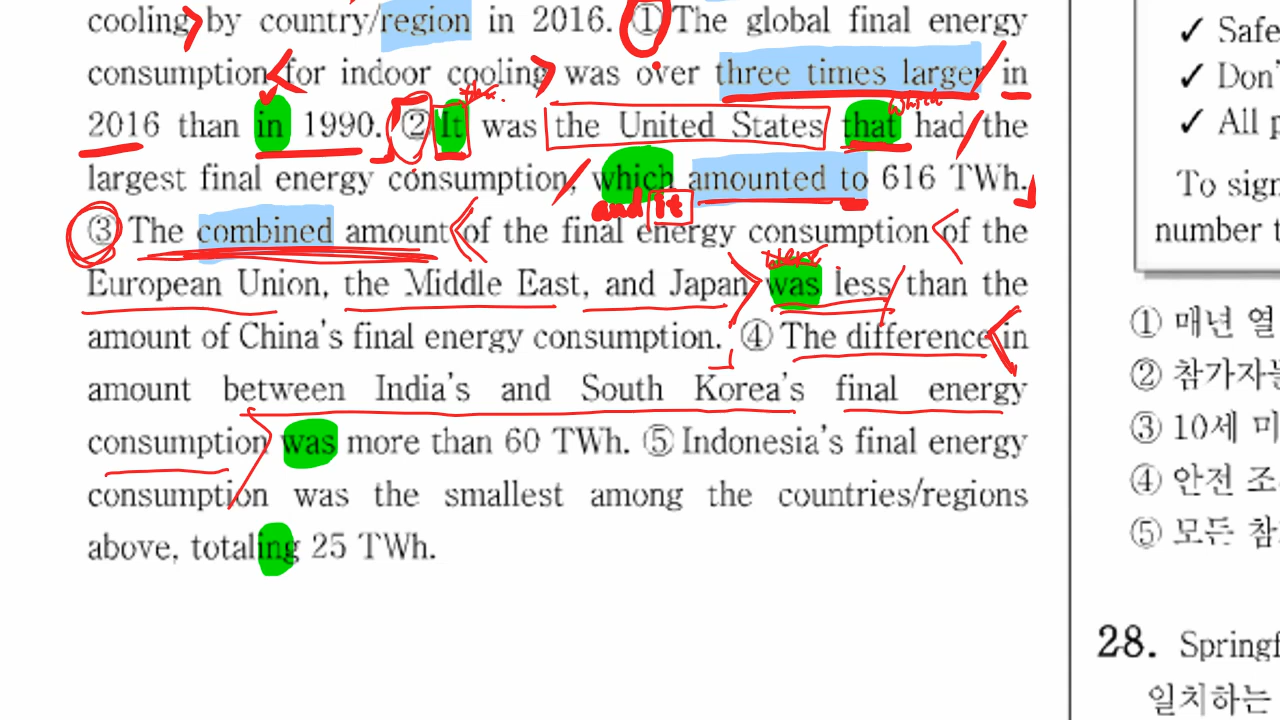 cooling by country/region in 2016. ① The global final energy
consumption for indoor cooling was over three times larger in
2016 than in 1990. ② It was the United States that had the
largest final energy consumption, which amounted to 616 TWh.
and it
③ The combined amount of the final energy consumption of the
European Union, the Middle East, and Japan was less than the
amount of China's final energy consumption. ④ The difference in
amount between India's and South Korea's final energy
consumption was more than 60 TWh. ⑤ Indonesia's final energy
consumption was the smallest among the countries/regions
above, totaling 25 TWh.
✓ Safe
✓ Don'
✓ All p
To sign
number t
① 매년 열
② 참가자는
③ 10세 미
④ 안전 조
⑤ 모든 참
28. Springf
일치하는